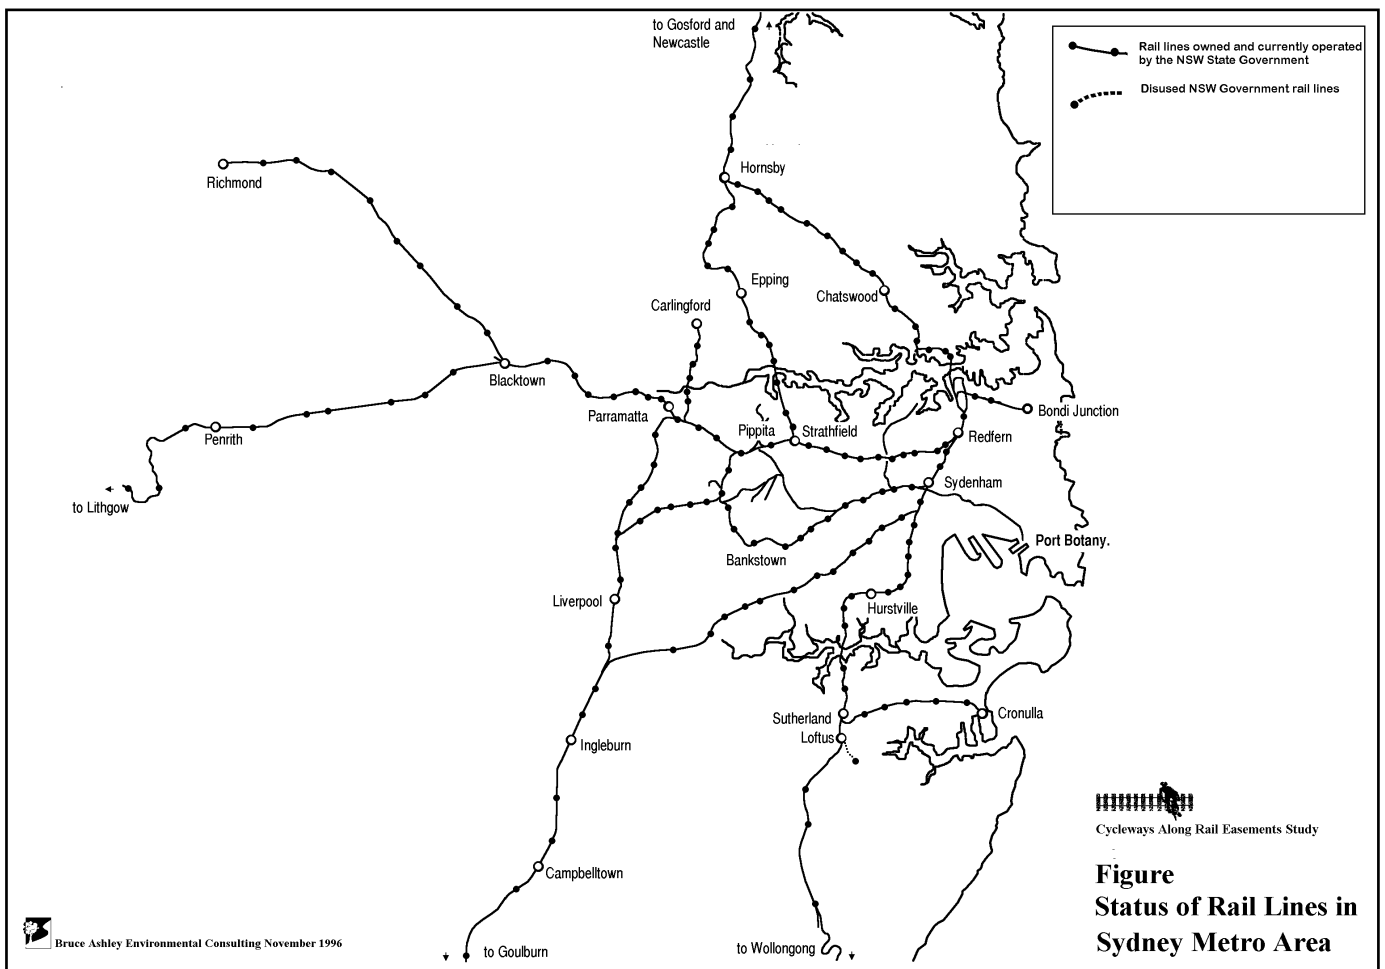 to Gosford and
Newcastle
Rail lines owned and currently operated
by the NSW State Government
Disused NSW Government rail lines
Hornsby
Richmond
Epping
Chatswood
Carlingford
Blacktown
Parramatta
Pippita
Strathfield
Bondi Junction
Redfern
Penrith
Sydenham
to Lithgow
Port Botany.
Bankstown
Liverpool
Hurstville
Sutherland
Cronulla
Loftus
Ingleburn
Cycleways Along Rail Easements Study
Campbelltown
Figure
Status of Rail Lines in
Sydney Metro Area
Bruce Ashley Environmental Consulting November 1996
to Goulburn
to Wollongong